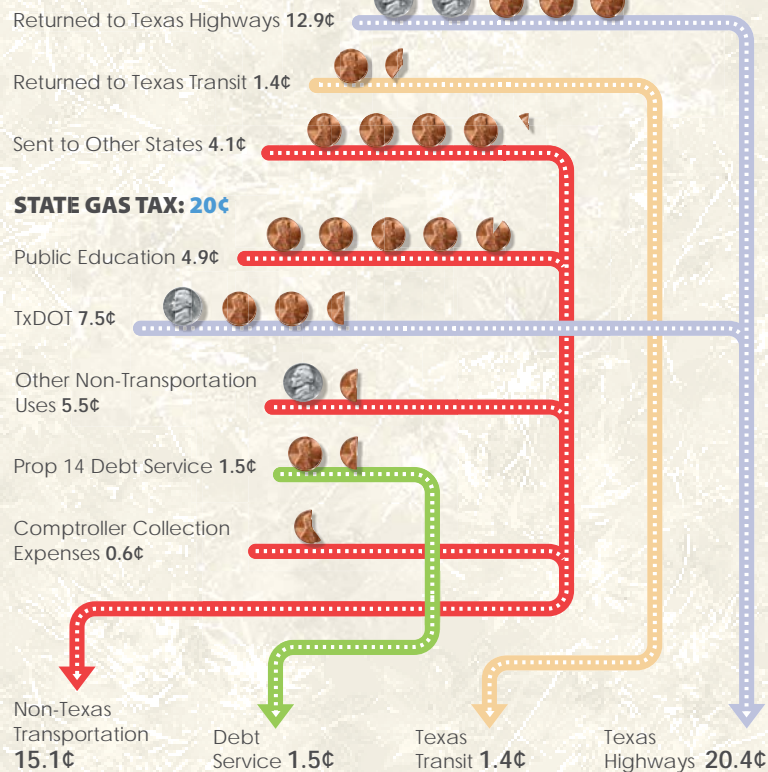 Returned to Texas Highways 12.9¢
Returned to Texas Transit 1.4¢
Sent to Other States 4.1¢
STATE GAS TAX: 20¢
Public Education 4.9¢
TxDOT 7.5¢
Other Non-Transportation
Uses 5.5¢
Prop 14 Debt Service 1.5¢
Comptroller Collection
Expenses 0.6¢
Non-Texas
Transportation
15.1¢
Debt
Service 1.5¢
Texas
Transit 1.4¢
Texas
Highways 20.4¢